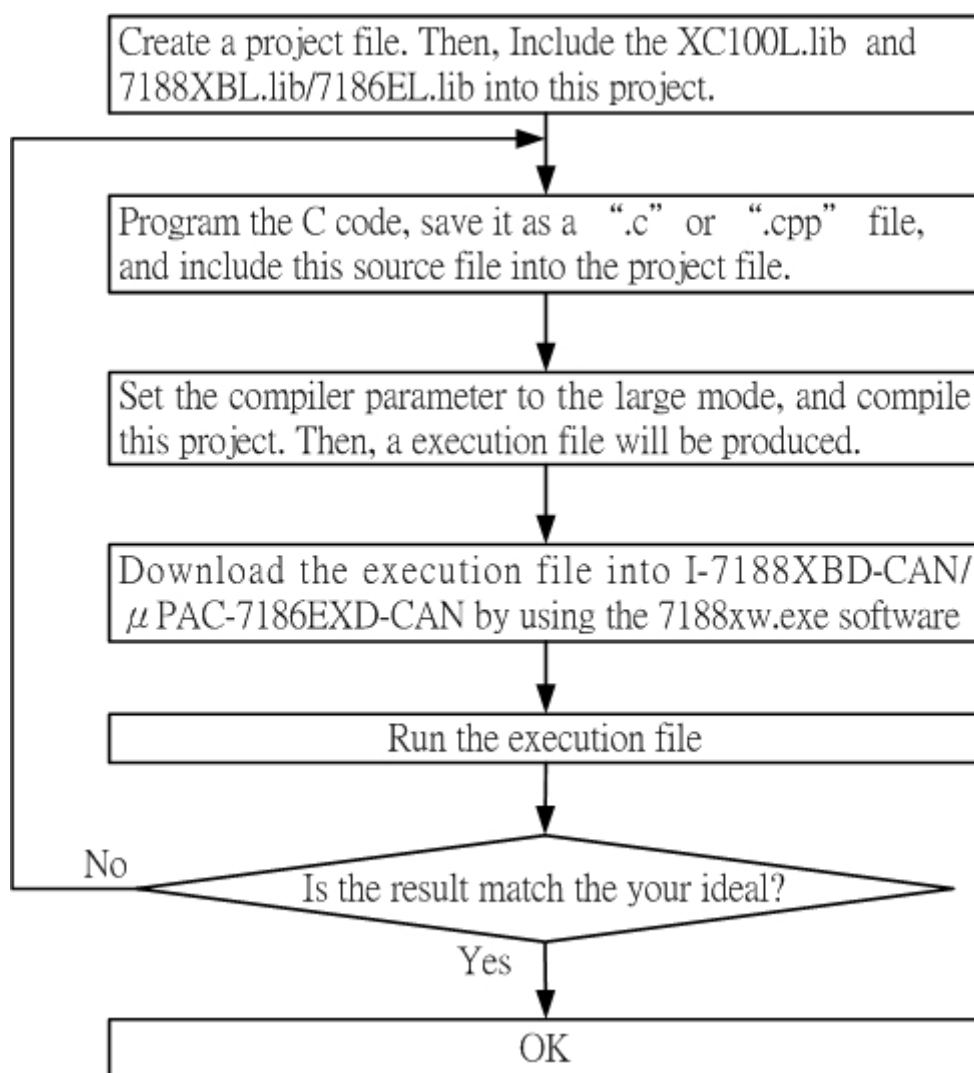 Create a project file. Then, Include the XC100L.lib and
7188XBL.lib/7186EL.lib into this project.
Program the C code, save it as a “.c” or “.cpp” file,
and include this source file into the project file.
Set the compiler parameter to the large mode, and compile
this project. Then, a execution file will be produced.
Download the execution file into I-7188XBD-CAN/
μPAC-7186EXD-CAN by using the 7188xw.exe software
Run the execution file
No
Is the result match the your ideal?
Yes
OK